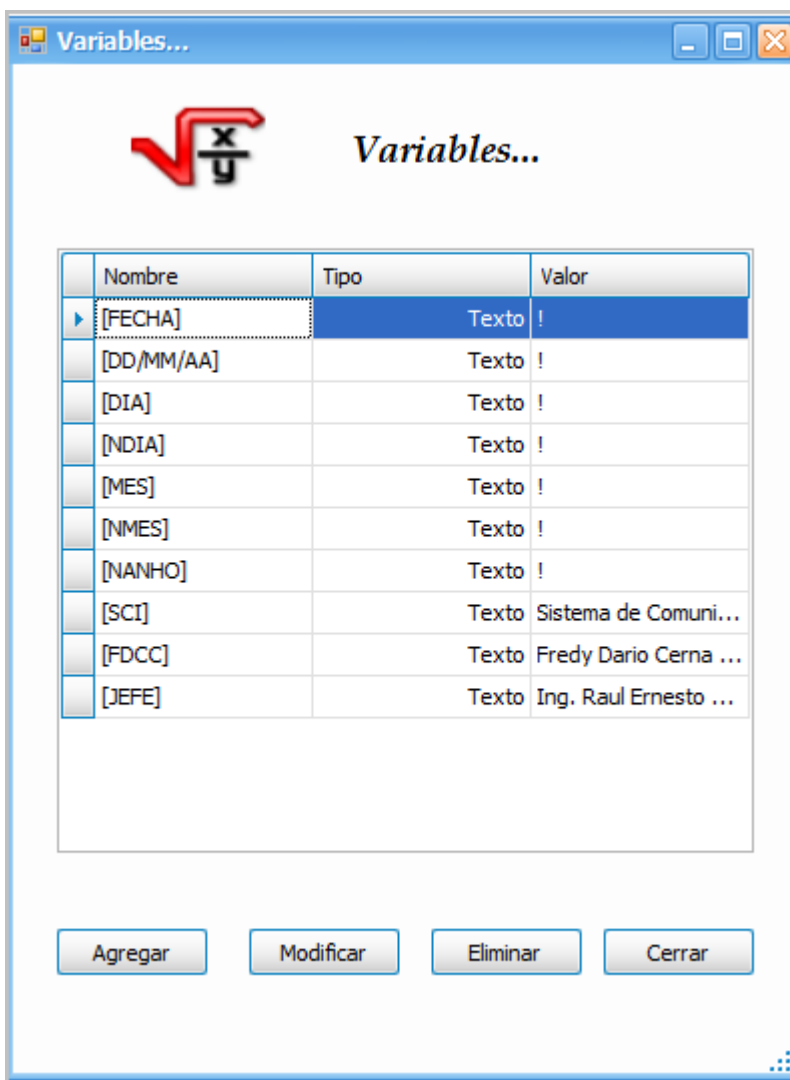 Variables...
x
y
Variables...
Nombre Tipo Valor
[FECHA] Texto !
[DD/MM/AA] Texto !
[DIA] Texto !
[NDIA] Texto !
[MES] Texto !
[NMES] Texto !
[NANHO] Texto !
[SCI] Texto Sistema de Comuni...
[FDCC] Texto Fredy Dario Cerna ...
[JEFE] Texto Ing. Raul Ernesto ...
Agregar Modificar Eliminar Cerrar